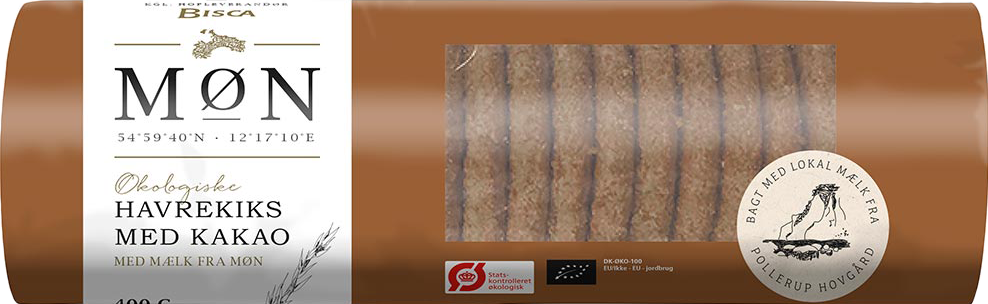 KGL. HOFLEVERANDØR
BISCA
MØN
54°59'40"N · 12°17'10"E
Økologiske
HAVREKIKS
MED KAKAO
MED MÆLK FRA MØN
400 G
Ø
Stats-
kontrolleret
økologisk
DK-ØKO-100
EU/Ikke - EU - jordbrug
BAGT MED LOKAL MÆLK FRA
POLLERUP HOVGÅRD